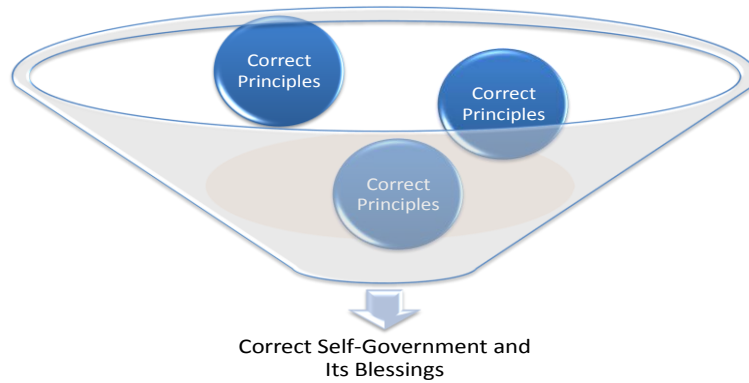 Correct
Principles
Correct
Principles
Correct
Principles
Correct Self-Government and
Its Blessings